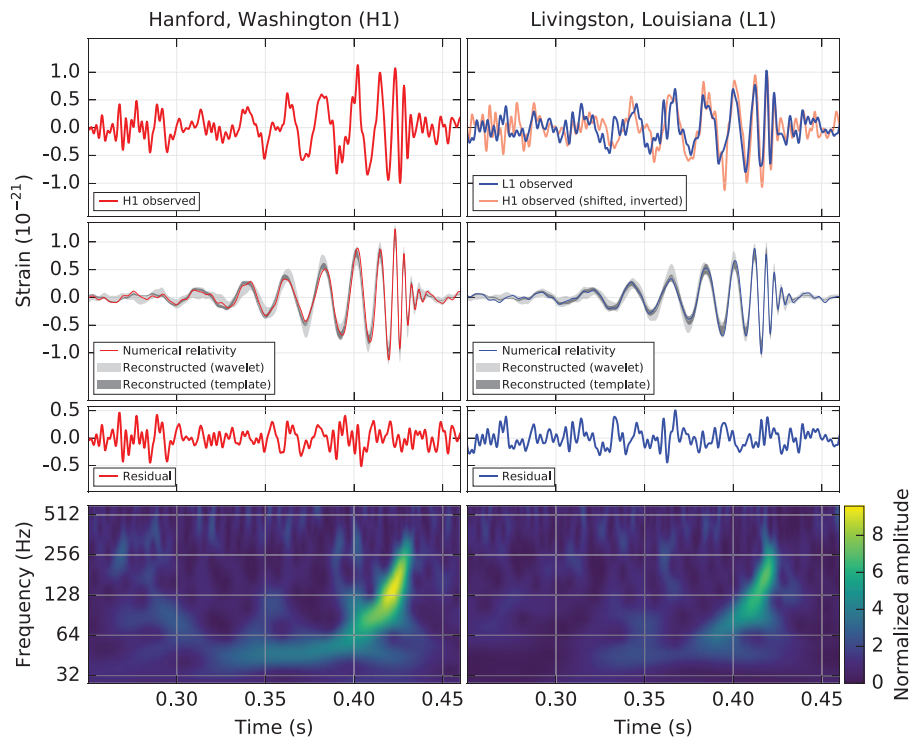 Hanford, Washington (H1)
Livingston, Louisiana (L1)
Strain (10⁻²¹)
1.0
0.5
0.0
-0.5
-1.0
H1 observed
L1 observed
H1 observed (shifted, inverted)
1.0
0.5
0.0
-0.5
-1.0
Numerical relativity
Reconstructed (wavelet)
Reconstructed (template)
Numerical relativity
Reconstructed (wavelet)
Reconstructed (template)
0.5
0.0
-0.5
Residual
Residual
Frequency (Hz)
512
256
128
64
32
Normalized amplitude
8
6
4
2
0
0.30 0.35 0.40 0.45
0.30 0.35 0.40 0.45
Time (s)
Time (s)